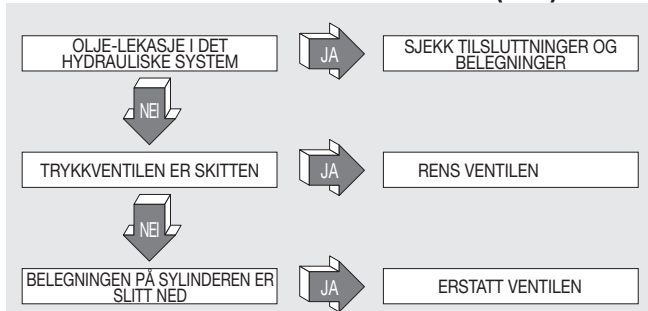 OLJE-LEKASJE I DET
HYDRAULISKE SYSTEM
JA
SJEKK TILSLUTTNINGER OG
BELEGNINGER
NEI
TRYKKVENTILEN ER SKITTEN
JA
RENS VENTILEN
NEI
BELEGNINGEN PÅ SYLINDEREN ER
SLITT NED
JA
ERSTATT VENTILEN